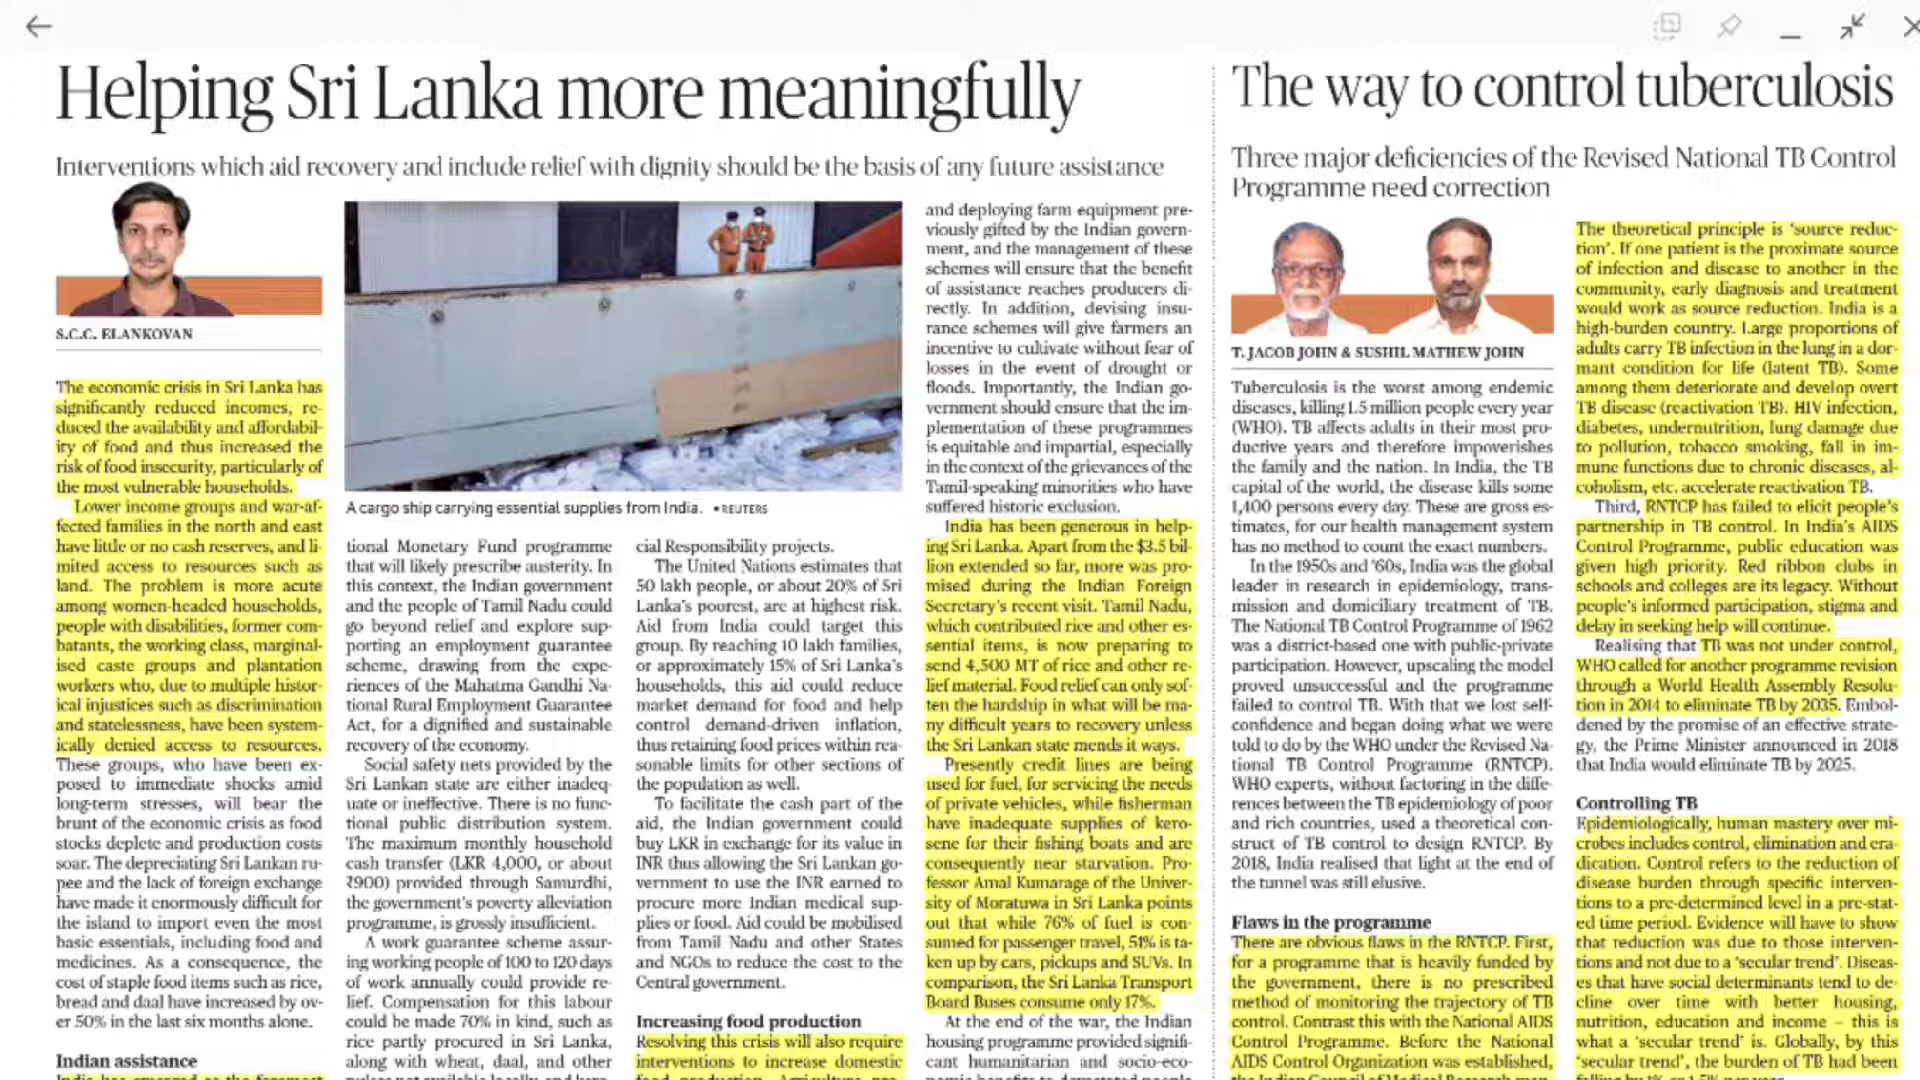 Helping Sri Lanka more meaningfully
Interventions which aid recovery and include relief with dignity should be the basis of any future assistance
S.C.C. ELANKOVAN
The economic crisis in Sri Lanka has
significantly reduced incomes, re-
duced the availability and affordabil-
ity of food and thus increased the
risk of food insecurity, particularly of
the most vulnerable households.
Lower income groups and war-af-
fected families in the north and east
have little or no cash reserves, and li-
mited access to resources such as
land. The problem is more acute
among women-headed households,
people with disabilities, former com-
batants, the working class, marginal-
ised caste groups and plantation
workers who, due to multiple histor-
ical injustices such as discrimination
and statelessness, have been system-
ically denied access to resources.
These groups, who have been ex-
posed to immediate shocks amid
long-term stresses, will bear the
brunt of the economic crisis as food
stocks deplete and production costs
soar. The depreciating Sri Lankan ru-
pee and the lack of foreign exchange
have made it enormously difficult for
the island to import even the most
basic essentials, including food and
medicines. As a consequence, the
cost of staple food items such as rice,
bread and daal have increased by ov-
er 50% in the last six months alone.
Indian assistance
India has emerged as the foremost
A cargo ship carrying essential supplies from India. •REUTERS
tional Monetary Fund programme
that will likely prescribe austerity. In
this context, the Indian government
and the people of Tamil Nadu could
go beyond relief and explore sup-
porting an employment guarantee
scheme, drawing from the expe-
riences of the Mahatma Gandhi Na-
tional Rural Employment Guarantee
Act, for a dignified and sustainable
recovery of the economy.
Social safety nets provided by the
Sri Lankan state are either inadeq-
uate or ineffective. There is no func-
tional public distribution system.
The maximum monthly household
cash transfer (LKR 4,000, or about
₹900) provided through Samurdhi,
the government's poverty alleviation
programme, is grossly insufficient.
A work guarantee scheme assur-
ing working people of 100 to 120 days
of work annually could provide re-
lief. Compensation for this labour
could be made 70% in kind, such as
rice partly procured in Sri Lanka,
along with wheat, daal, and other
cial Responsibility projects.
The United Nations estimates that
50 lakh people, or about 20% of Sri
Lanka's poorest, are at highest risk.
Aid from India could target this
group. By reaching 10 lakh families,
or approximately 15% of Sri Lanka's
households, this aid could reduce
market demand for food and help
control demand-driven inflation,
thus retaining food prices within rea-
sonable limits for other sections of
the population as well.
To facilitate the cash part of the
aid, the Indian government could
buy LKR in exchange for its value in
INR thus allowing the Sri Lankan go-
vernment to use the INR earned to
procure more Indian medical sup-
plies or food. Aid could be mobilised
from Tamil Nadu and other States
and NGOs to reduce the cost to the
Central government.
Increasing food production
Resolving this crisis will also require
interventions to increase domestic
and deploying farm equipment pre-
viously gifted by the Indian govern-
ment, and the management of these
schemes will ensure that the benefit
of assistance reaches producers di-
rectly. In addition, devising insu-
rance schemes will give farmers an
incentive to cultivate without fear of
losses in the event of drought or
floods. Importantly, the Indian go-
vernment should ensure that the im-
plementation of these programmes
is equitable and impartial, especially
in the context of the grievances of the
Tamil-speaking minorities who have
suffered historic exclusion.
India has been generous in help-
ing Sri Lanka. Apart from the $3.5 bil-
lion extended so far, more was pro-
mised during the Indian Foreign
Secretary's recent visit. Tamil Nadu,
which contributed rice and other es-
sential items, is now preparing to
send 4,500 MT of rice and other re-
lief material. Food relief can only sof-
ten the hardship in what will be ma-
ny difficult years to recovery unless
the Sri Lankan state mends it ways.
Presently credit lines are being
used for fuel, for servicing the needs
of private vehicles, while fisherman
have inadequate supplies of kero-
sene for their fishing boats and are
consequently near starvation. Pro-
fessor Amal Kumarage of the Univer-
sity of Moratuwa in Sri Lanka points
out that while 76% of fuel is con-
sumed for passenger travel, 51% is ta-
ken up by cars, pickups and SUVs. In
comparison, the Sri Lanka Transport
Board Buses consume only 17%.
At the end of the war, the Indian
housing programme provided signifi-
cant humanitarian and socio-eco-
The way to control tuberculosis
Three major deficiencies of the Revised National TB Control
Programme need correction
T. JACOB JOHN & SUSHIL MATHEW JOHN
Tuberculosis is the worst among endemic
diseases, killing 1.5 million people every year
(WHO). TB affects adults in their most pro-
ductive years and therefore impoverishes
the family and the nation. In India, the TB
capital of the world, the disease kills some
1,400 persons every day. These are gross es-
timates, for our health management system
has no method to count the exact numbers.
In the 1950s and '60s, India was the global
leader in research in epidemiology, trans-
mission and domiciliary treatment of TB.
The National TB Control Programme of 1962
was a district-based one with public-private
participation. However, upscaling the model
proved unsuccessful and the programme
failed to control TB. With that we lost self-
confidence and began doing what we were
told to do by the WHO under the Revised Na-
tional TB Control Programme (RNTCP).
WHO experts, without factoring in the diffe-
rences between the TB epidemiology of poor
and rich countries, used a theoretical con-
struct of TB control to design RNTCP. By
2018, India realised that light at the end of
the tunnel was still elusive.
Flaws in the programme
There are obvious flaws in the RNTCP. First,
for a programme that is heavily funded by
the government, there is no prescribed
method of monitoring the trajectory of TB
control. Contrast this with the National AIDS
Control Programme. Before the National
AIDS Control Organization was established,
The theoretical principle is 'source reduc-
tion'. If one patient is the proximate source
of infection and disease to another in the
community, early diagnosis and treatment
would work as source reduction. India is a
high-burden country. Large proportions of
adults carry TB infection in the lung in a dor-
mant condition for life (latent TB). Some
among them deteriorate and develop overt
TB disease (reactivation TB). HIV infection,
diabetes, undernutrition, lung damage due
to pollution, tobacco smoking, fall in im-
mune functions due to chronic diseases, al-
coholism, etc. accelerate reactivation TB.
Third, RNTCP has failed to elicit people's
partnership in TB control. In India's AIDS
Control Programme, public education was
given high priority. Red ribbon clubs in
schools and colleges are its legacy. Without
people's informed participation, stigma and
delay in seeking help will continue.
Realising that TB was not under control,
WHO called for another programme revision
through a World Health Assembly Resolu-
tion in 2014 to eliminate TB by 2035. Embol-
dened by the promise of an effective strate-
gy, the Prime Minister announced in 2018
that India would eliminate TB by 2025.
Controlling TB
Epidemiologically, human mastery over mi-
crobes includes control, elimination and era-
dication. Control refers to the reduction of
disease burden through specific interven-
tions to a pre-determined level in a pre-stat-
ed time period. Evidence will have to show
that reduction was due to those interven-
tions and not due to a 'secular trend'. Diseas-
es that have social determinants tend to de-
cline over time with better housing,
nutrition, education and income – this is
what a 'secular trend' is. Globally, by this
'secular trend', the burden of TB had been